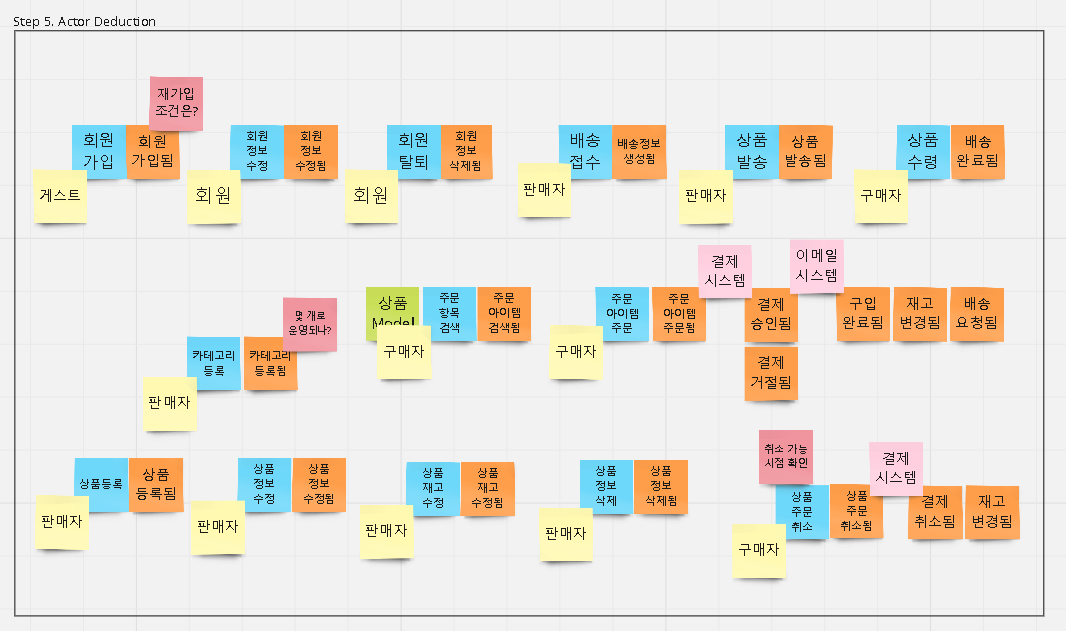 Step 5. Actor Deduction
재가입
조건은?
회원
가입
회원
가입됨
게스트
회원
정보
수정
회원
정보
수정됨
회원
회원
탈퇴
회원
정보
삭제됨
회원
배송
접수
배송정보
생성됨
판매자
상품
발송
상품
발송됨
판매자
상품
수령
배송
완료됨
구매자
몇 개로
운영되나?
카테고리
등록
카테고리
등록됨
판매자
상품
Model
주문
항목
검색
주문
아이템
검색됨
구매자
주문
아이템
주문
주문
아이템
주문됨
구매자
결제
시스템
결제
승인됨
결제
거절됨
이메일
시스템
구입
완료됨
재고
변경됨
배송
요청됨
상품등록
상품
등록됨
판매자
상품
정보
수정
상품
정보
수정됨
판매자
상품
재고
수정
상품
재고
수정됨
판매자
상품
정보
삭제
상품
정보
삭제됨
판매자
취소 가능
시점 확인
상품
주문
취소
상품
주문
취소됨
구매자
결제
시스템
결제
취소됨
재고
변경됨